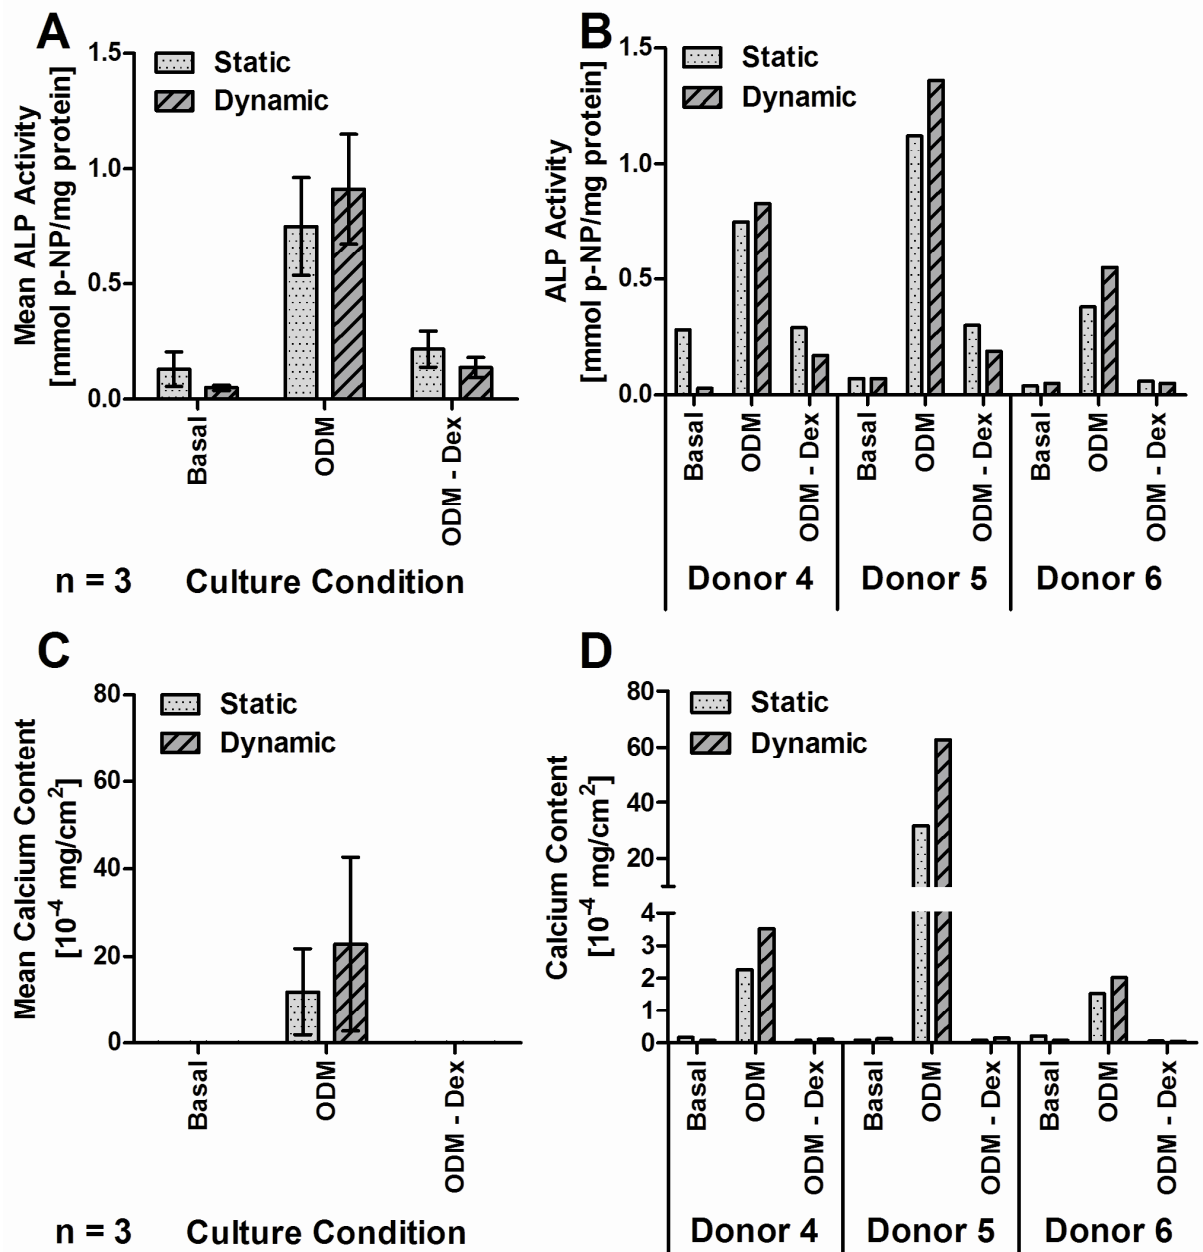 A
Mean ALP Activity
[mmol p-NP/mg protein]
1.5
1.0
0.5
0.0
Static
Dynamic
Basal
ODM
ODM - Dex
n = 3
Culture Condition
B
ALP Activity
[mmol p-NP/mg protein]
1.5
1.0
0.5
0.0
Static
Dynamic
Basal
ODM
ODM - Dex
Basal
ODM
ODM - Dex
Basal
ODM
ODM - Dex
Donor 4
Donor 5
Donor 6
C
Mean Calcium Content
[10⁻⁴ mg/cm²]
80
60
40
20
0
Static
Dynamic
Basal
ODM
ODM - Dex
n = 3
Culture Condition
D
Calcium Content
[10⁻⁴ mg/cm²]
80
60
40
20
4
3
2
1
0
Static
Dynamic
Basal
ODM
ODM - Dex
Basal
ODM
ODM - Dex
Basal
ODM
ODM - Dex
Donor 4
Donor 5
Donor 6